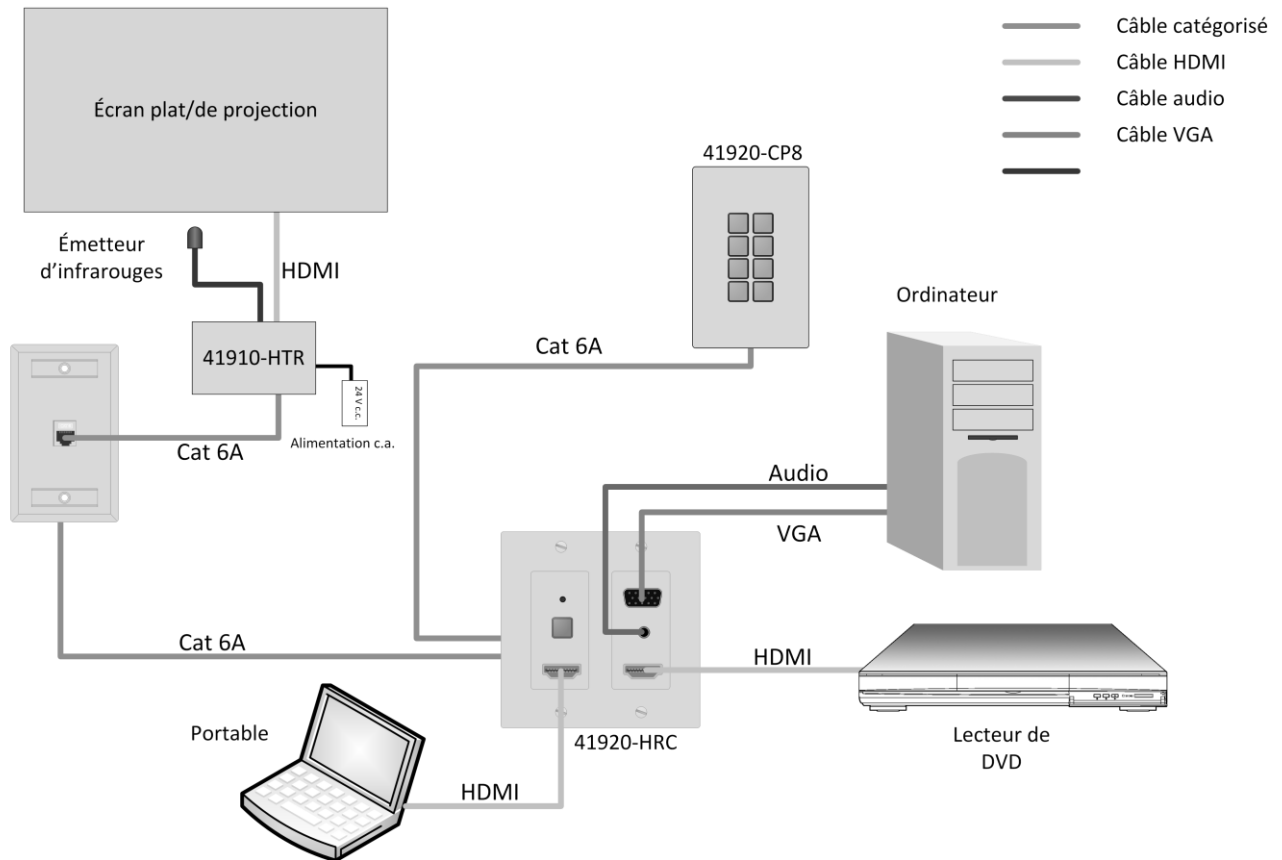 Câble catégorisé
Écran plat/de projection
Câble HDMI
Câble audio
Câble VGA
41920-CP8
Émetteur
d'infrarouges
HDMI
Ordinateur
41910-HTR
Cat 6A
24 V c.c.
Alimentation c.a.
Cat 6A
Audio
VGA
Cat 6A
HDMI
Portable
41920-HRC
Lecteur de
DVD
HDMI